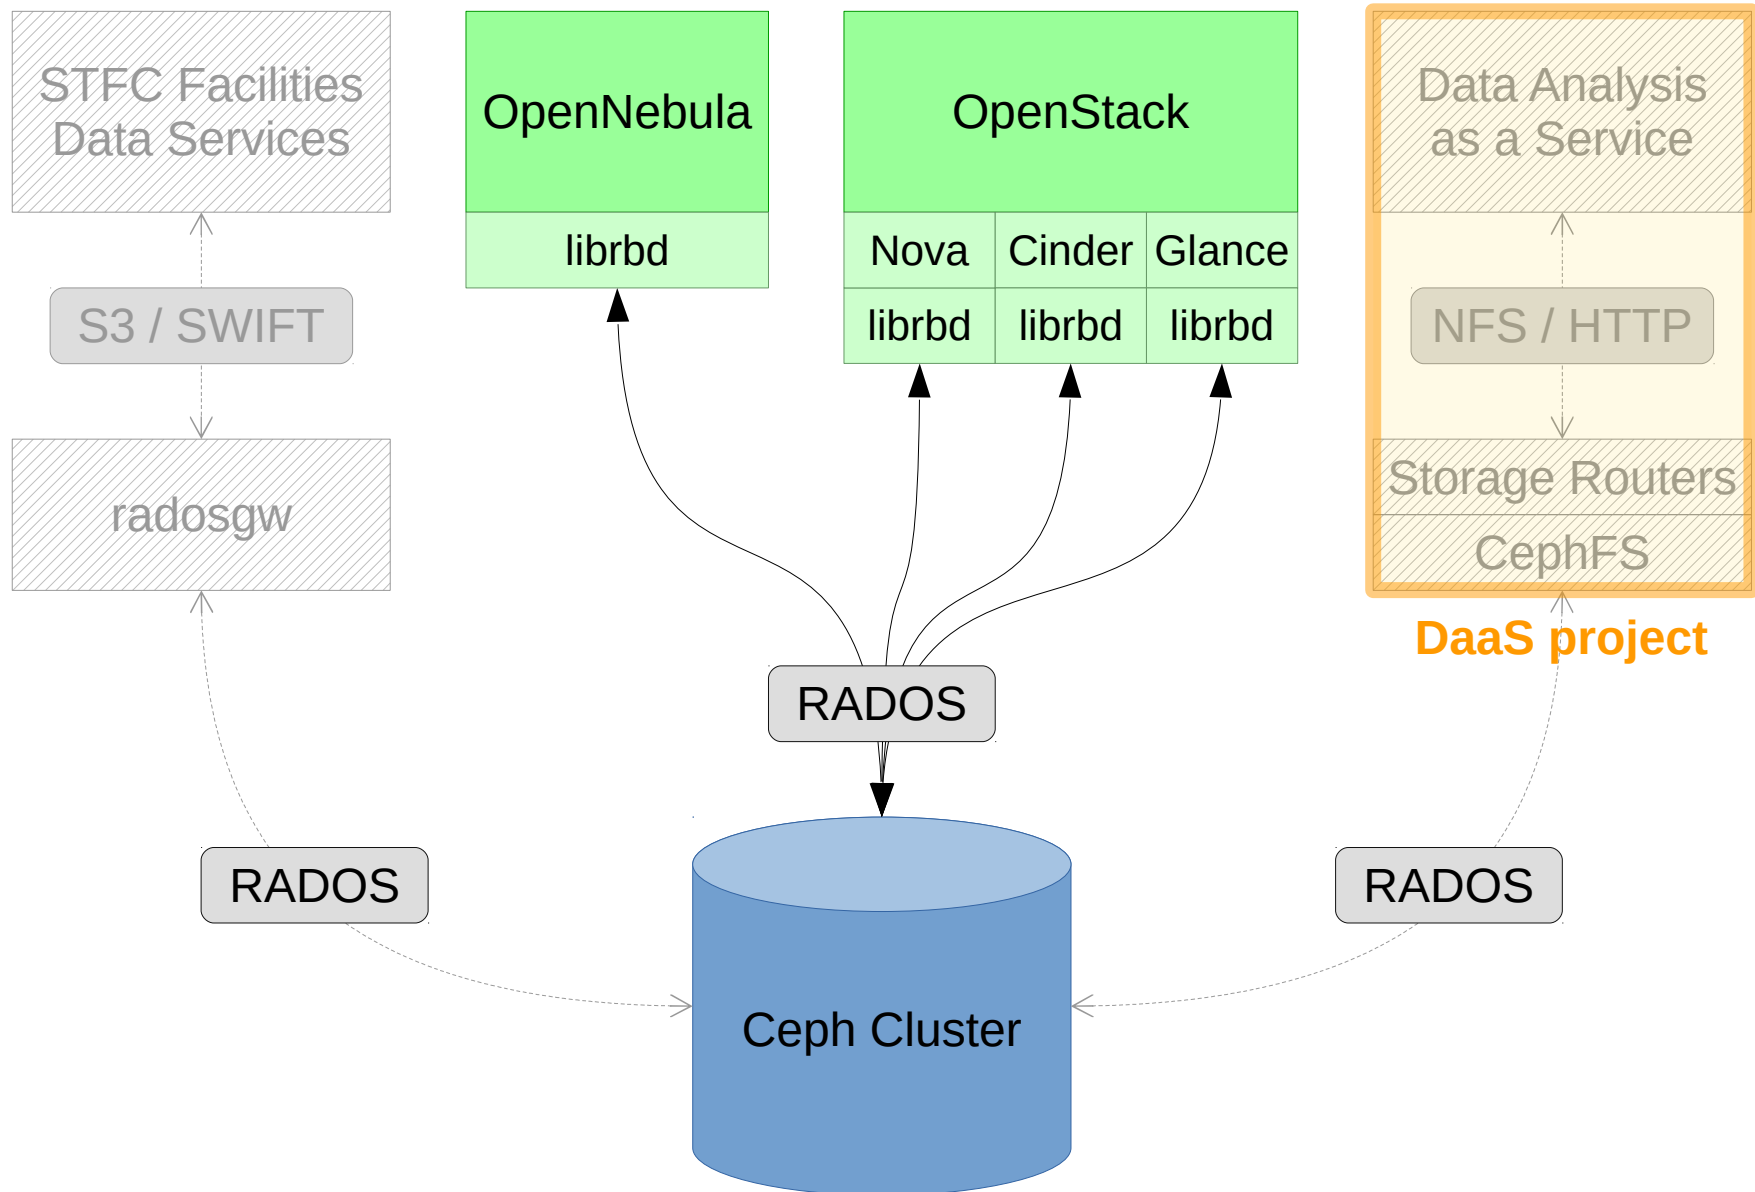 STFC Facilities
Data Services
S3 / SWIFT
radosgw
RADOS
OpenNebula
librbd
OpenStack
Nova
Cinder
Glance
librbd
librbd
librbd
RADOS
Ceph Cluster
Data Analysis
as a Service
NFS / HTTP
Storage Routers
CephFS
DaaS project
RADOS